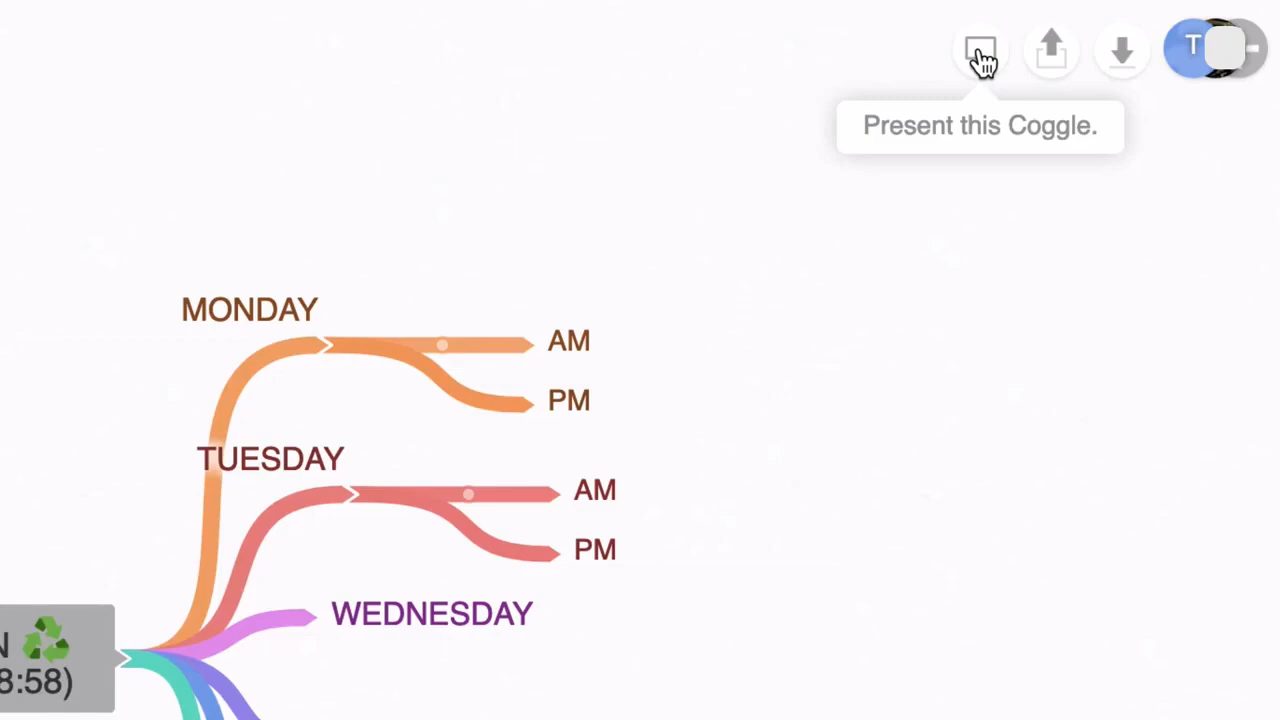 T
Present this Coggle.
MONDAY
AM
PM
TUESDAY
AM
PM
WEDNESDAY
N
8:58)